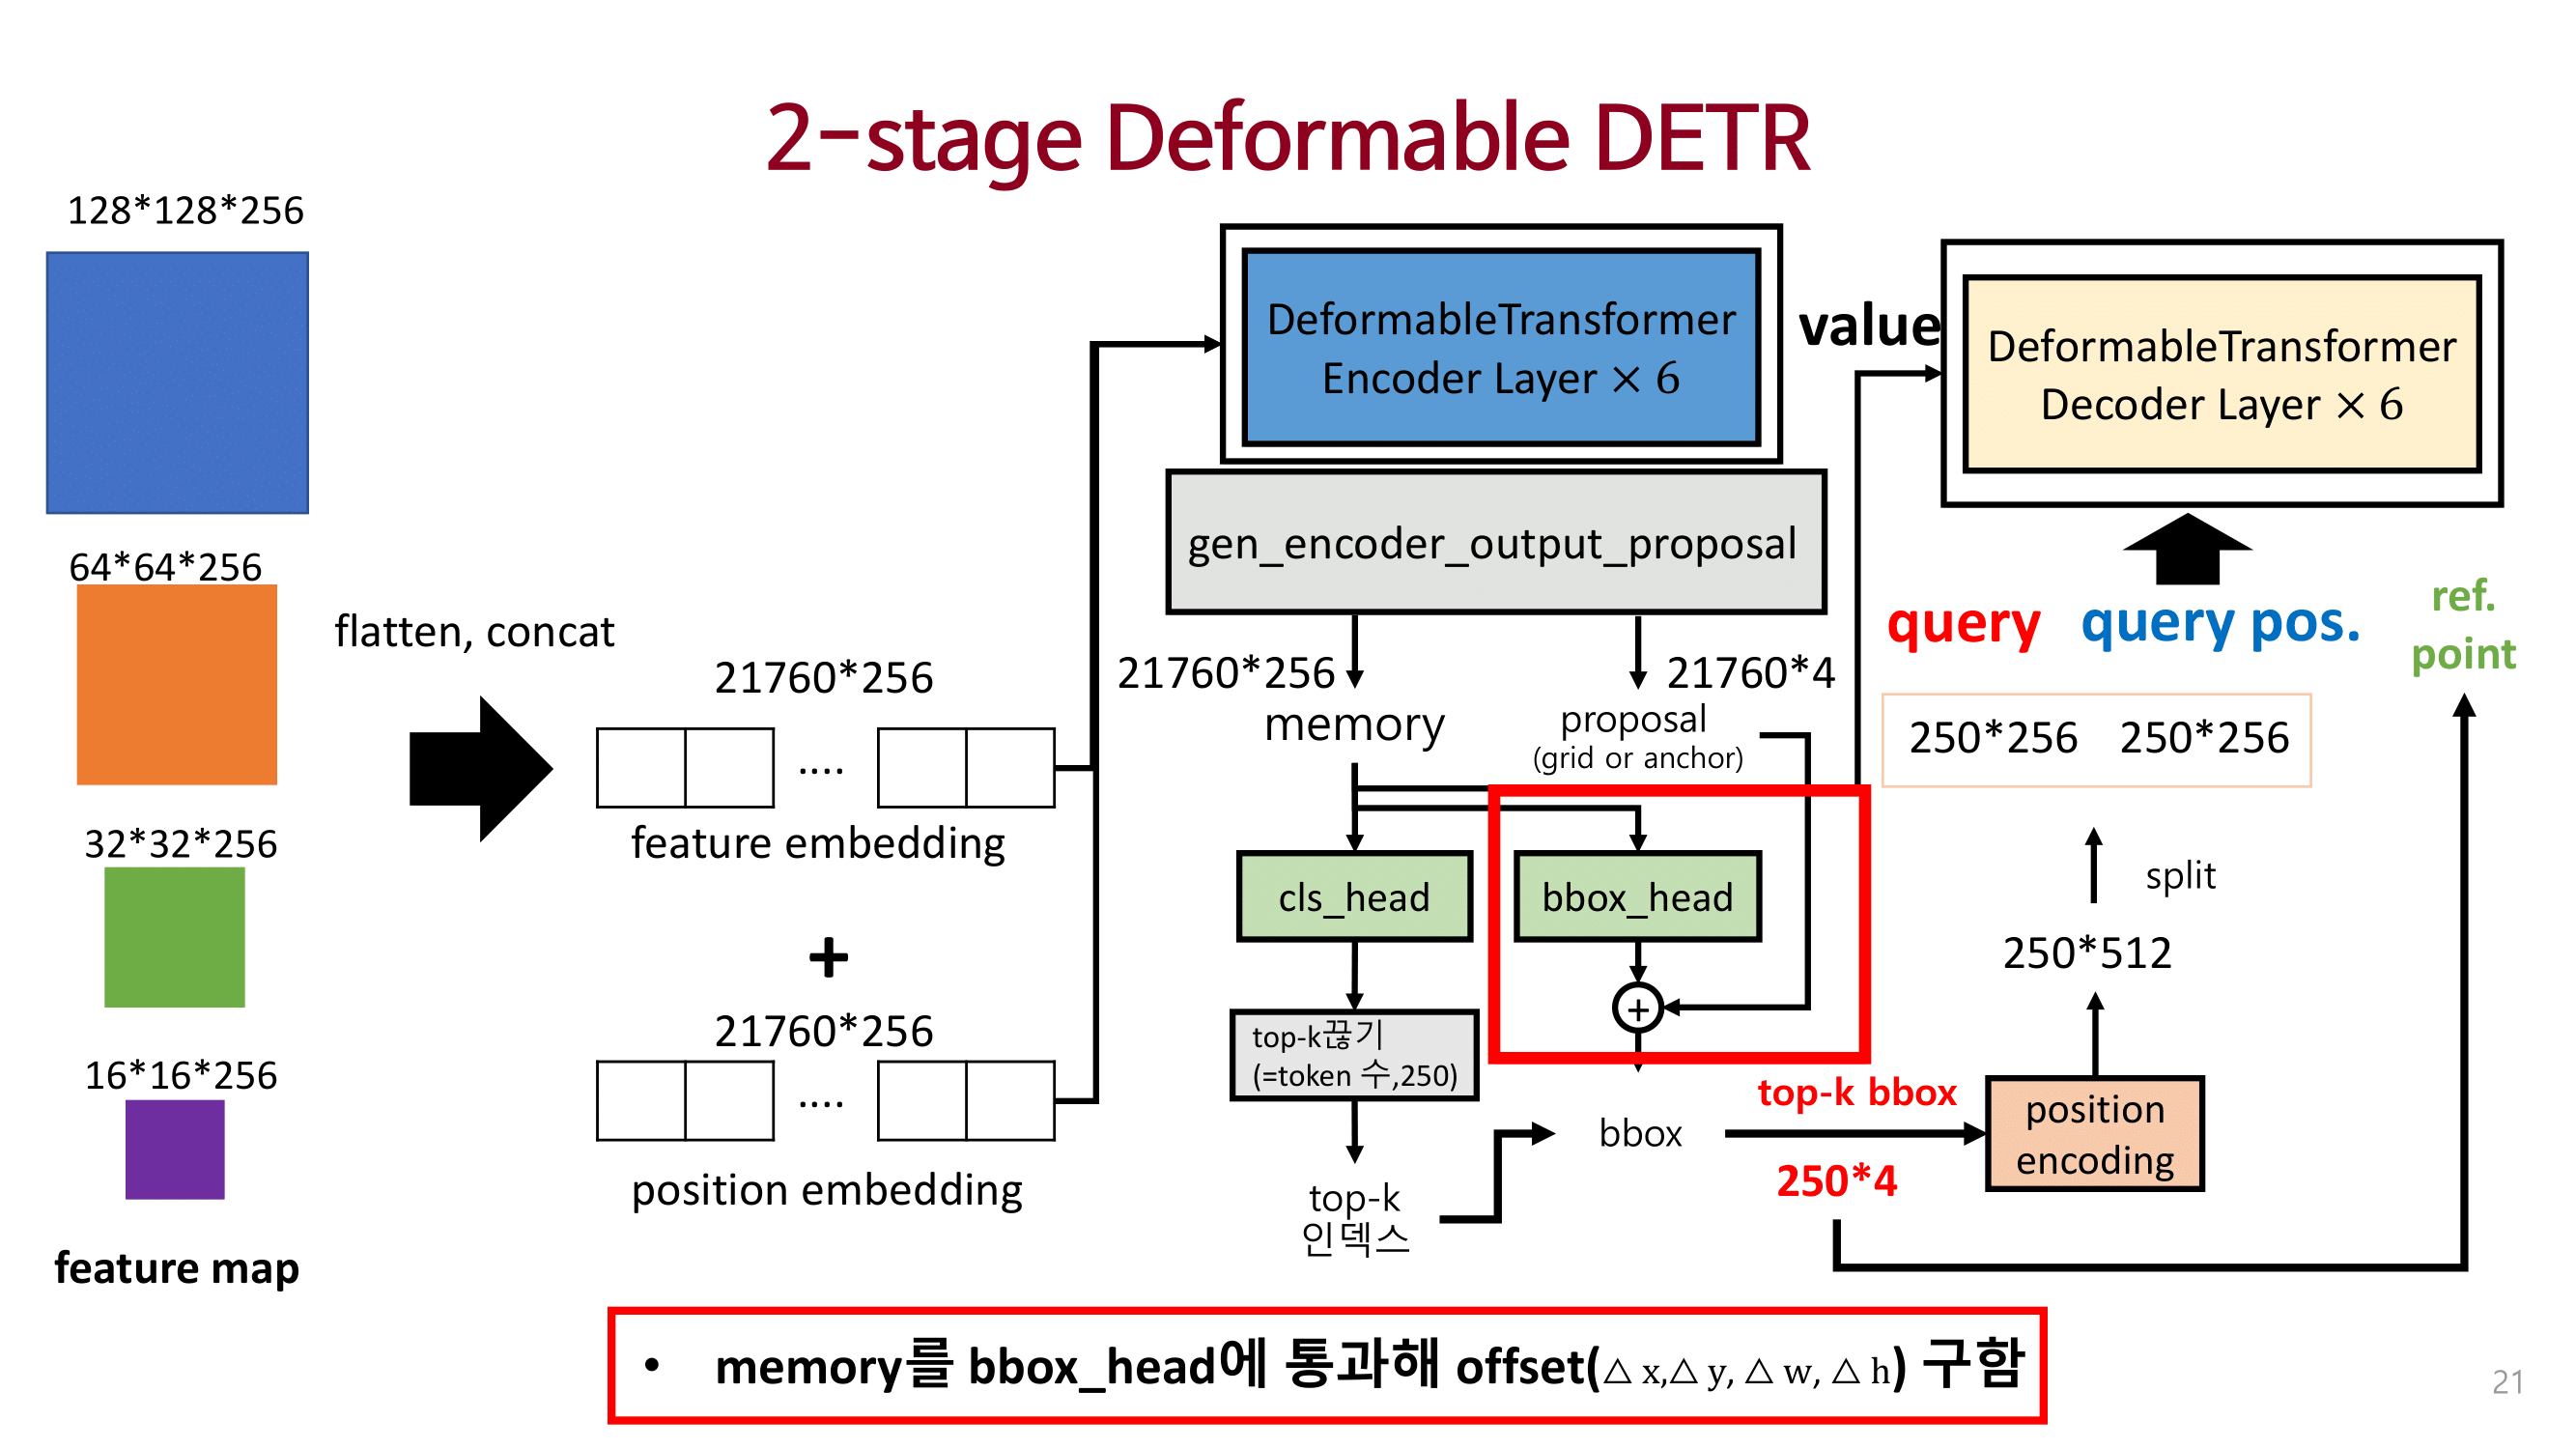 2-stage Deformable DETR
128*128*256
64*64*256
32*32*256
16*16*256
feature map
flatten, concat
21760*256
....
feature embedding
+
21760*256
....
position embedding
DeformableTransformer
Encoder Layer × 6
gen_encoder_output_proposal
21760*256
memory
21760*4
proposal
(grid or anchor)
cls_head
bbox_head
+
top-k끊기
(=token 수,250)
top-k
인덱스
bbox
top-k bbox
250*4
position
encoding
250*512
split
250*256 250*256
query
query pos.
ref.
point
value
DeformableTransformer
Decoder Layer × 6
• memory를 bbox_head에 통과해 offset(△ x,△ y, △ w, △ h) 구함
21